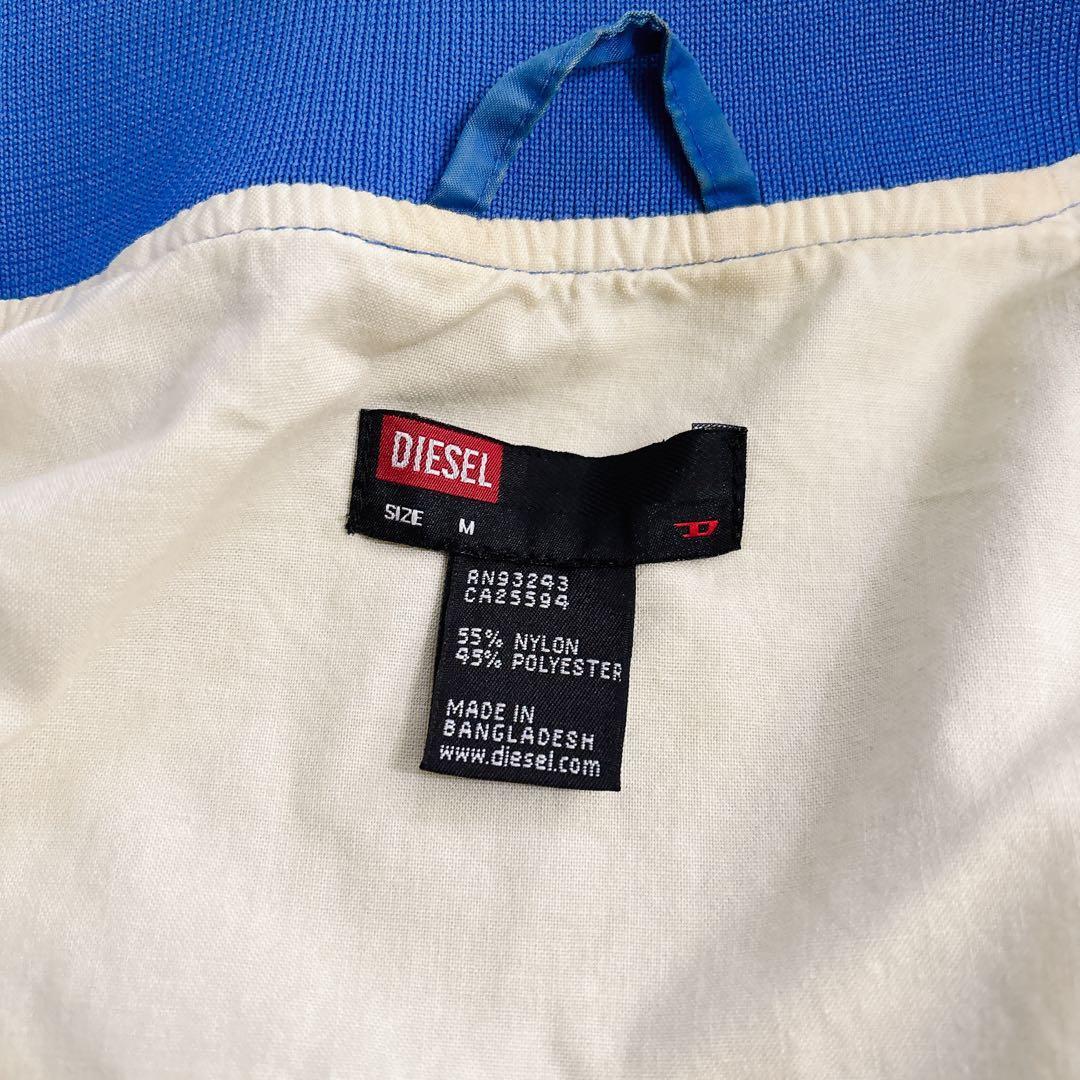 DIESEL
SIZE M
D
RN93243
CA25594
55% NYLON
45% POLYESTER
MADE IN
BANGLADESH
www.diesel.com